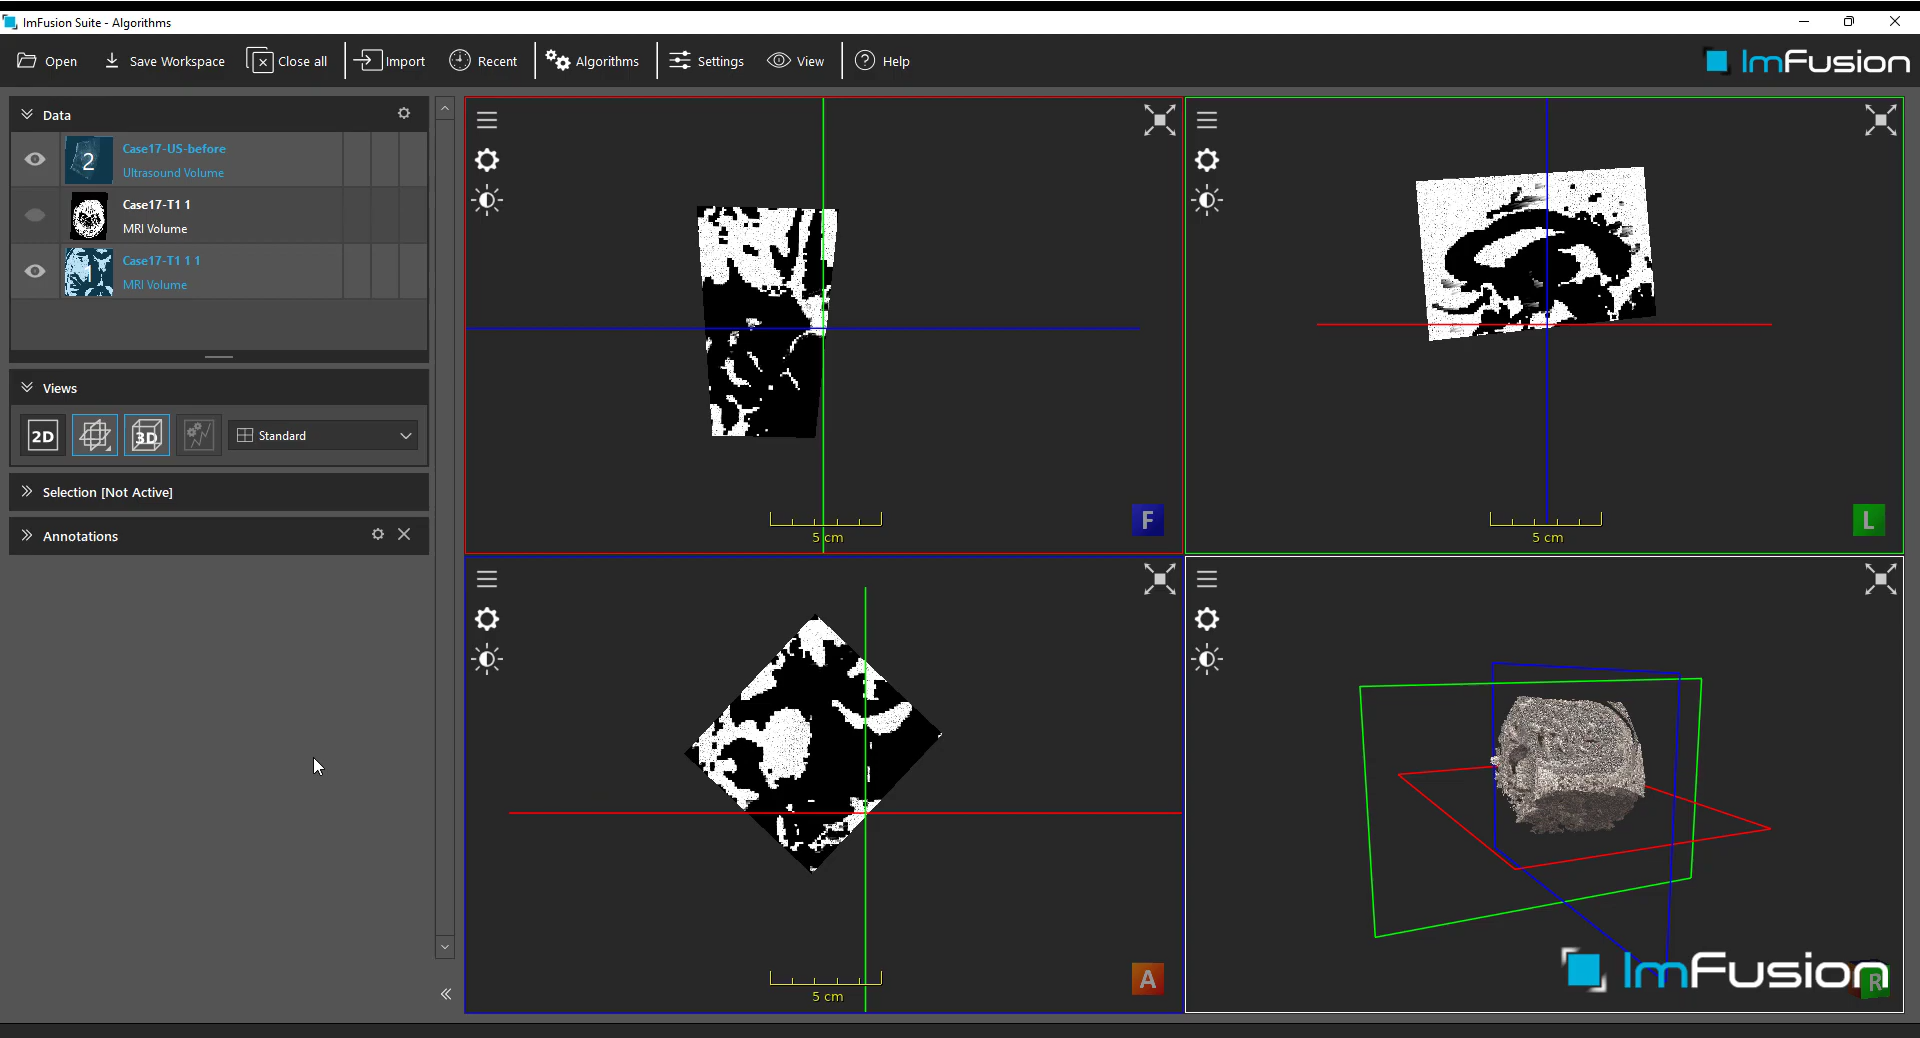 ImFusion Suite - Algorithms
Open
Save Workspace
Close all
Import
Recent
Algorithms
Settings
View
Help
ImFusion
Data
2
Case17-US-before
Ultrasound Volume
Case17-T1 1
MRI Volume
1
Case17-T1 1 1
MRI Volume
Views
2D
3D
Standard
Selection [Not Active]
Annotations
5 cm
F
5 cm
L
5 cm
A
ImFusion
R